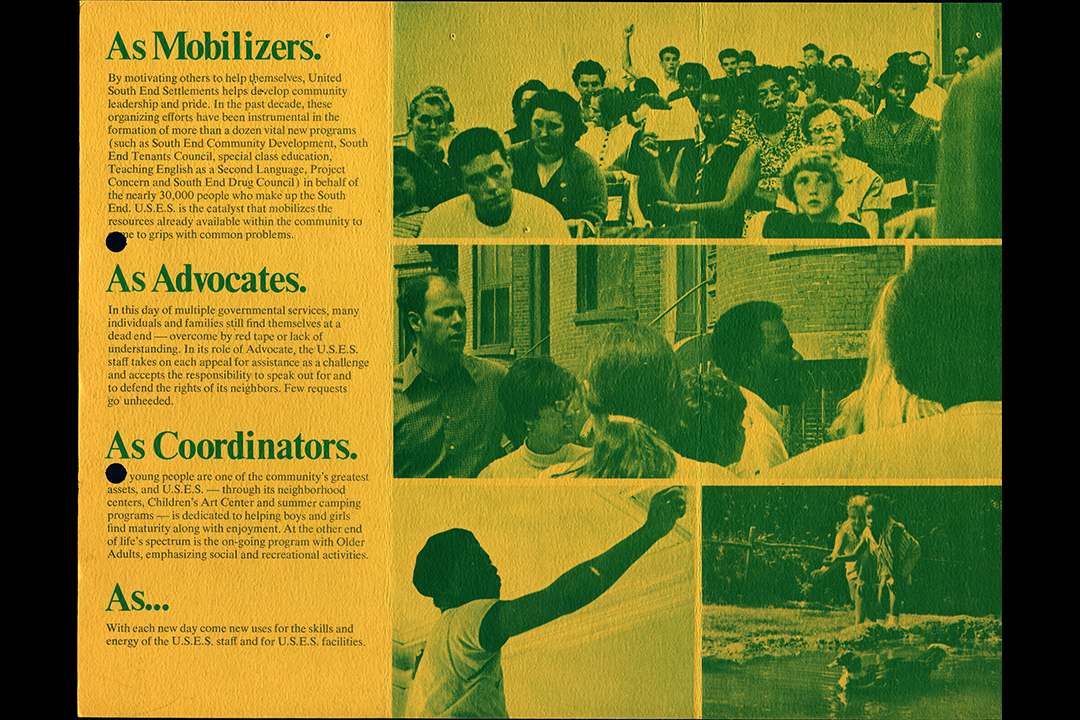 As Mobilizers.
By motivating others to help themselves, United
South End Settlements helps develop community
leadership and pride. In the past decade, these
organizing efforts have been instrumental in the
formation of more than a dozen vital new programs
(such as South End Community Development, South
End Tenants Council, special class education,
Teaching English as a Second Language, Project
Concern and South End Drug Council) in behalf of
the nearly 30,000 people who make up the South
End. U.S.E.S. is the catalyst that mobilizes the
resources already available within the community to
to grips with common problems.
As Advocates.
In this day of multiple governmental services, many
individuals and families still find themselves at a
dead end — overcome by red tape or lack of
understanding. In its role of Advocate, the U.S.E.S.
staff takes on each appeal for assistance as a challenge
and accepts the responsibility to speak out for and
to defend the rights of its neighbors. Few requests
go unheeded.
As Coordinators.
young people are one of the community's greatest
assets, and U.S.E.S. — through its neighborhood
centers, Children's Art Center and summer camping
programs — is dedicated to helping boys and girls
find maturity along with enjoyment. At the other end
of life's spectrum is the on-going program with Older
Adults, emphasizing social and recreational activities.
As...
With each new day come new uses for the skills and
energy of the U.S.E.S. staff and for U.S.E.S. facilities.